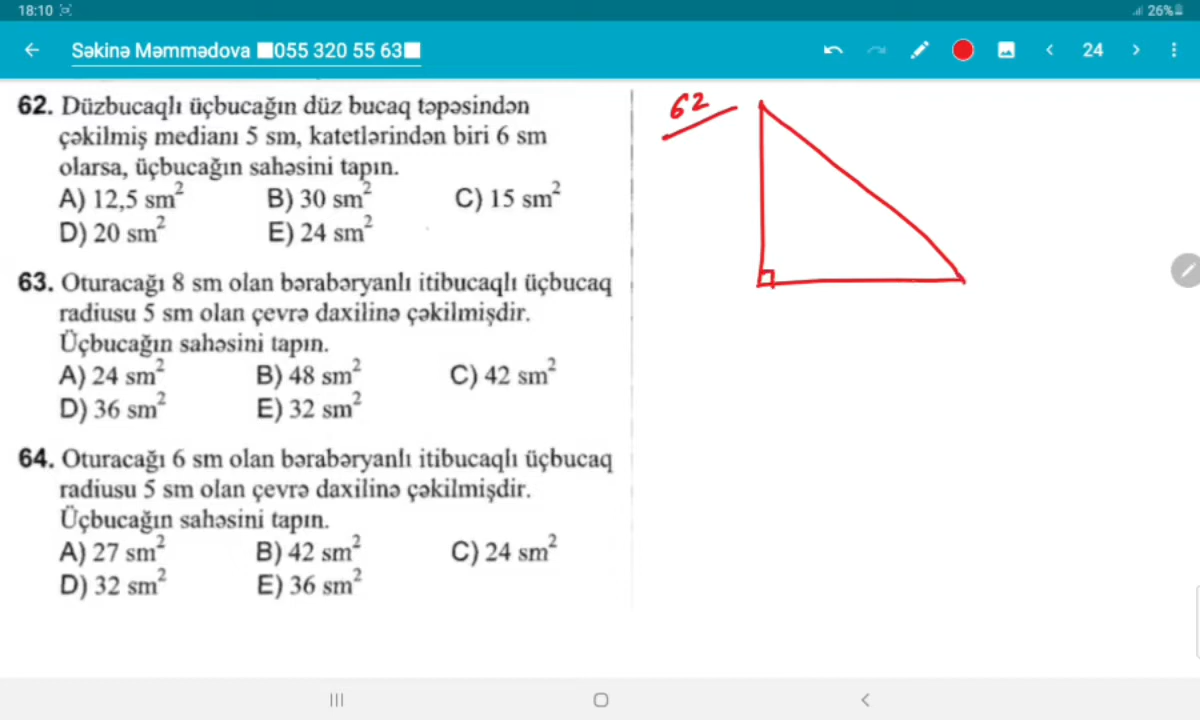 18:10
26%
Səkinə Məmmədova 055 320 55 63
24
62. Düzbucaqlı üçbucağın düz bucaq təpəsindən
çəkilmiş medianı 5 sm, katetlərindən biri 6 sm
olarsa, üçbucağın sahəsini tapın.
A) 12,5 sm² B) 30 sm² C) 15 sm²
D) 20 sm² E) 24 sm²
63. Oturacağı 8 sm olan bərabəryanlı itibucaqlı üçbucaq
radiusu 5 sm olan çevrə daxilinə çəkilmişdir.
Üçbucağın sahəsini tapın.
A) 24 sm² B) 48 sm² C) 42 sm²
D) 36 sm² E) 32 sm²
64. Oturacağı 6 sm olan bərabəryanlı itibucaqlı üçbucaq
radiusu 5 sm olan çevrə daxilinə çəkilmişdir.
Üçbucağın sahəsini tapın.
A) 27 sm² B) 42 sm² C) 24 sm²
D) 32 sm² E) 36 sm²
62